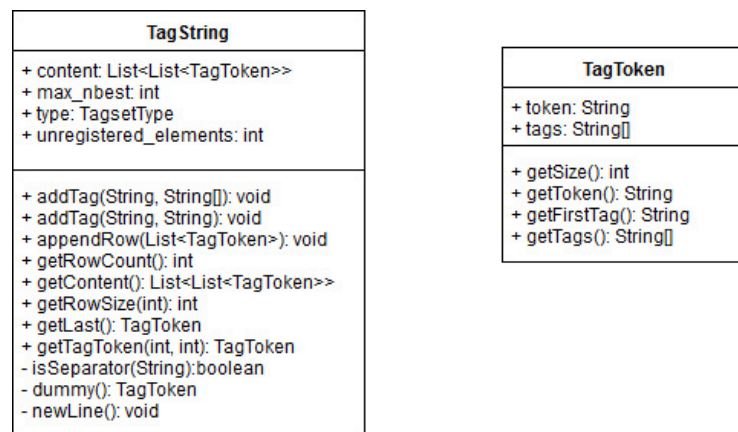 TagString
+ content: List<List<TagToken>>
+ max_nbest: int
+ type: TagsetType
+ unregistered_elements: int
+ addTag(String, String[]): void
+ addTag(String, String): void
+ appendRow(List<TagToken>): void
+ getRowCount(): int
+ getContent(): List<List<TagToken>>
+ getRowSize(int): int
+ getLast(): TagToken
+ getTagToken(int, int): TagToken
- isSeparator(String):boolean
- dummy(): TagToken
- newLine(): void
TagToken
+ token: String
+ tags: String[]
+ getSize(): int
+ getToken(): String
+ getFirstTag(): String
+ getTags(): String[]